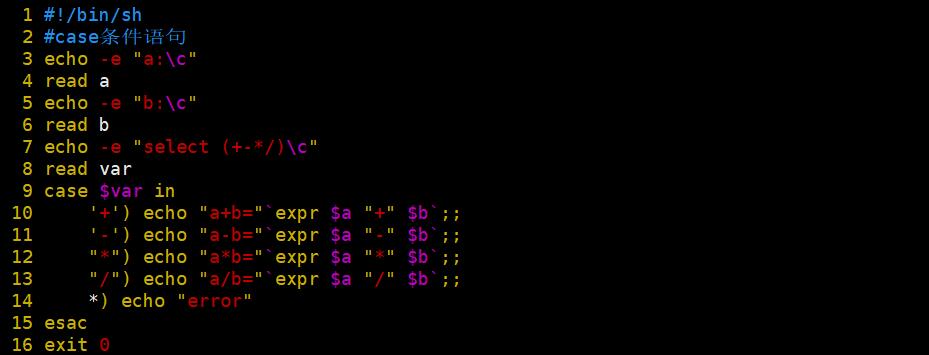 1 #!/bin/sh
2 #case条件语句
3 echo -e "a:\c"
4 read a
5 echo -e "b:\c"
6 read b
7 echo -e "select (+-*/)\c"
8 read var
9 case $var in
10     '+') echo "a+b="`expr $a "+" $b`;;
11     '-') echo "a-b="`expr $a "-" $b`;;
12     "*") echo "a*b="`expr $a "*" $b`;;
13     "/") echo "a/b="`expr $a "/" $b`;;
14     *) echo "error"
15 esac
16 exit 0